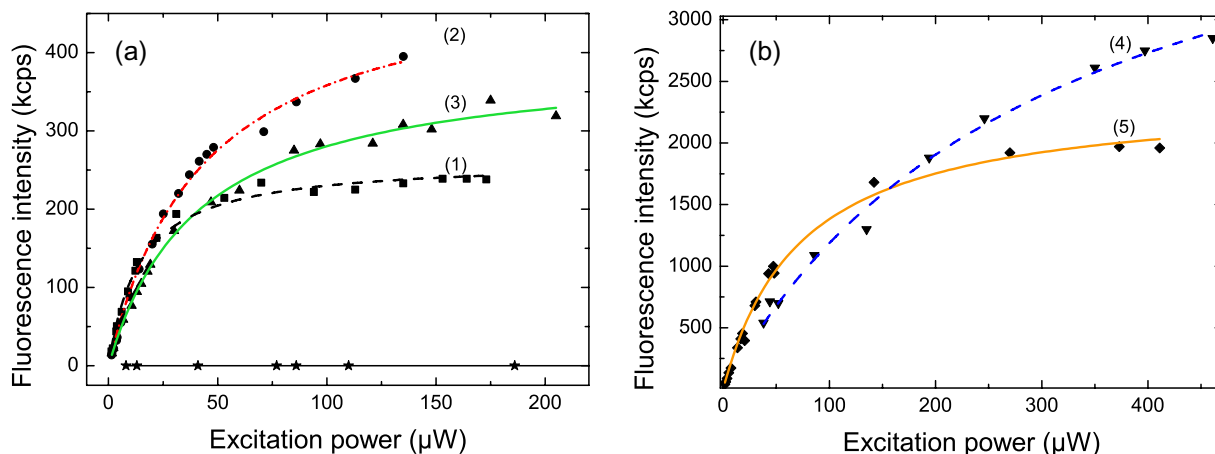 (a)
(2)
(3)
(1)
400
300
200
100
0
Fluorescence intensity (kcps)
0 50 100 150 200
Excitation power (µW)
(b)
(4)
(5)
3000
2500
2000
1500
1000
500
Fluorescence intensity (kcps)
0 100 200 300 400
Excitation power (µW)